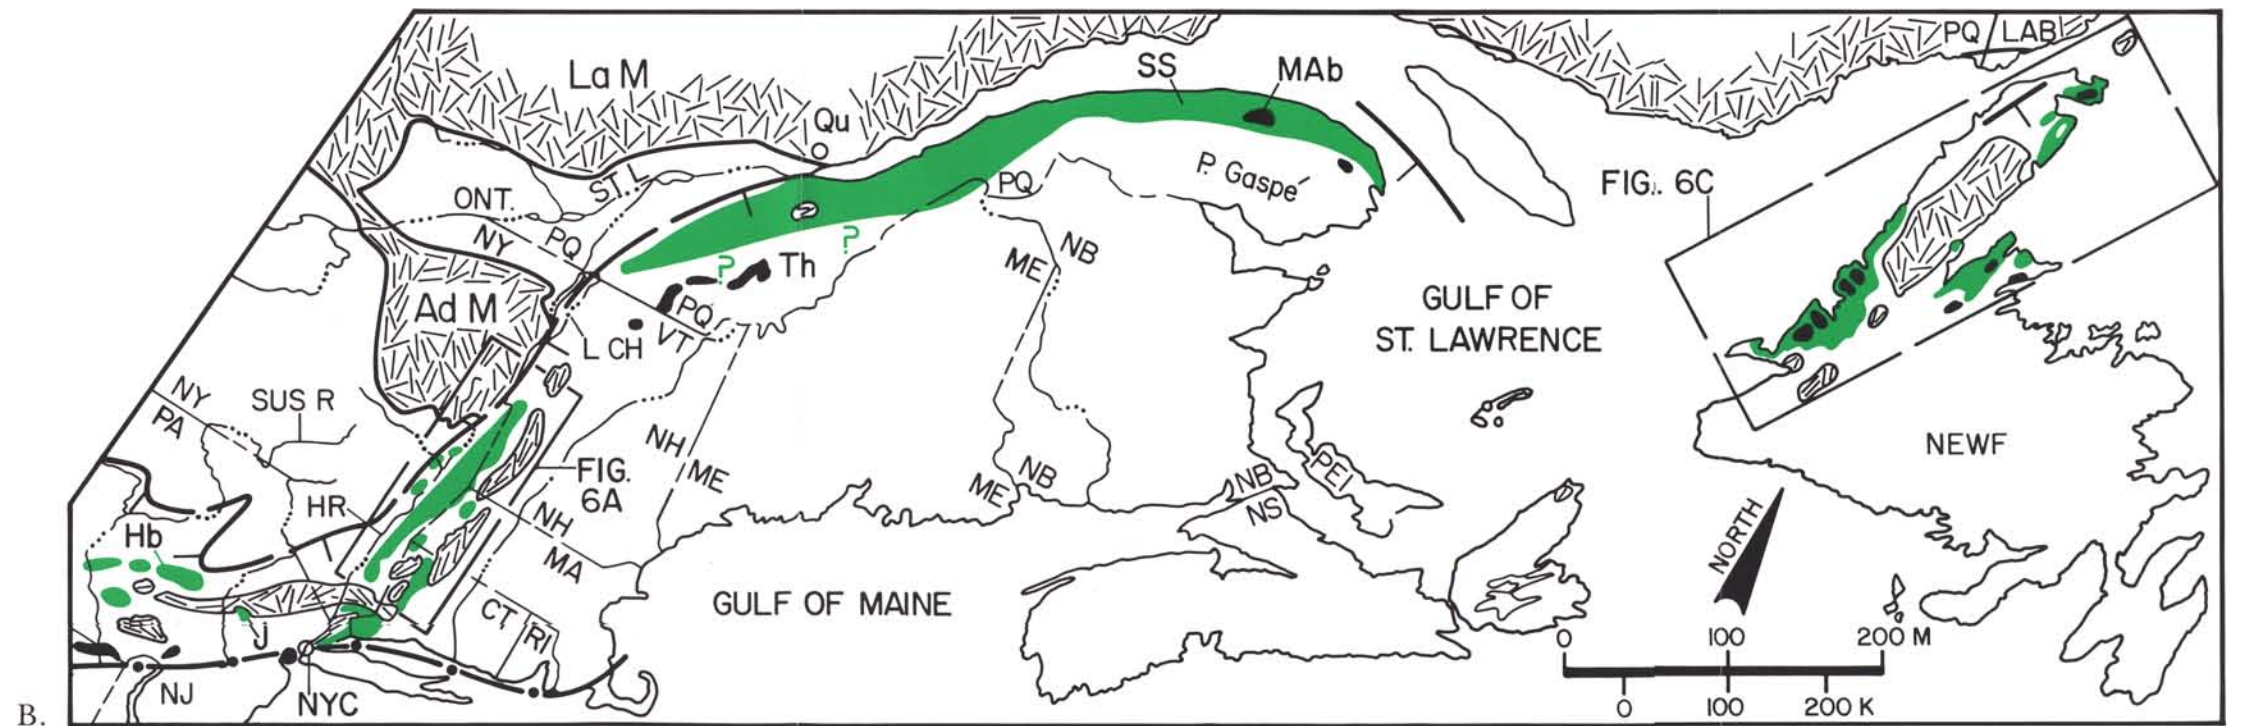 La M
SS
MAb
PQ
LAB
Qu
ST. L
ONT.
NY
PQ
PQ
P. Gaspé
FIG. 6C
?
?
Th
ME
NB
PQ
VT
Ad M
L CH
GULF OF
ST. LAWRENCE
NY
PA
SUS R
NH
ME
FIG.
6A
NEWF
HR
ME
NB
NB
NS
PEI
NH
MA
NORTH
Hb
CT
RI
GULF OF MAINE
J
0 100 200 M
0 100 200 K
NJ
NYC
B.